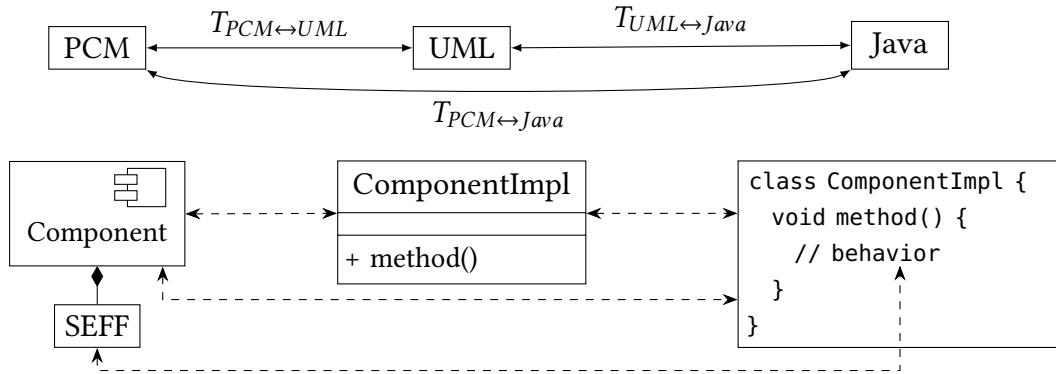 T_{PCM↔UML}
T_{UML↔Java}
PCM
UML
Java
T_{PCM↔Java}
Component
SEFF
ComponentImpl
+ method()
class ComponentImpl {
void method() {
// behavior
}
}